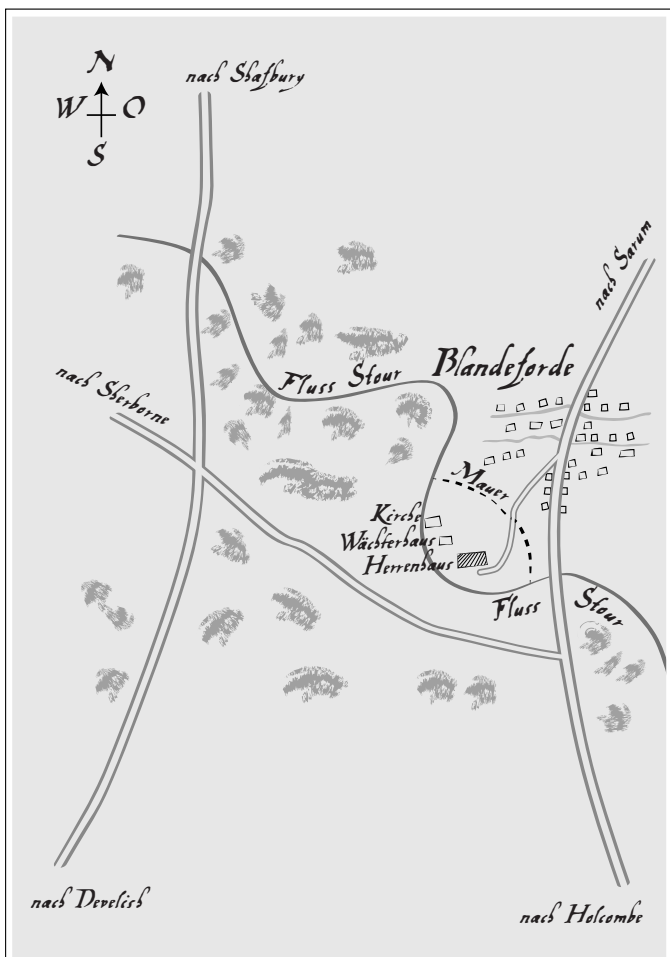 N
W O
S
nach Shafbury
nach Sarum
Blandeforde
nach Sherborne
Fluss Stour
Mauer
Kirche
Wächterhaus
Herrenhaus
Fluss Stour
nach Develish
nach Holcombe